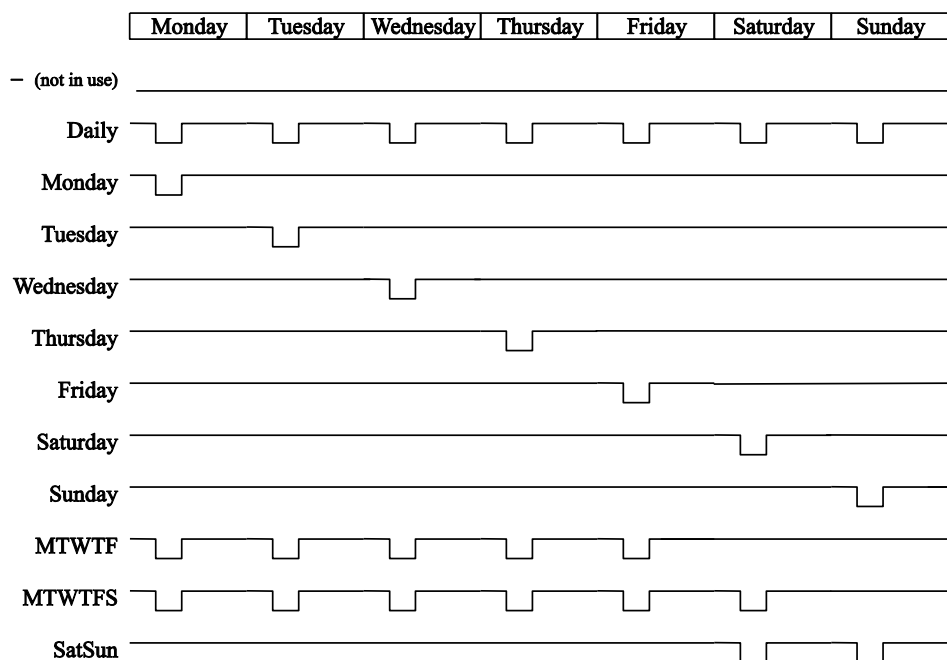 Monday Tuesday Wednesday Thursday Friday Saturday Sunday
− (not in use)
Daily
Monday
Tuesday
Wednesday
Thursday
Friday
Saturday
Sunday
MTWTF
MTWTFS
SatSun